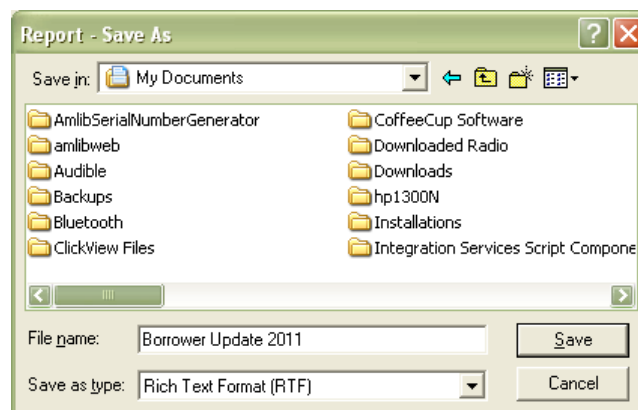 Report - Save As
Save in: My Documents
AmlibSerialNumberGenerator
amlibweb
Audible
Backups
Bluetooth
ClickView Files
CoffeeCup Software
Downloaded Radio
Downloads
hp1300N
Installations
Integration Services Script Compone
File name: Borrower Update 2011
Save
Save as type: Rich Text Format (RTF)
Cancel